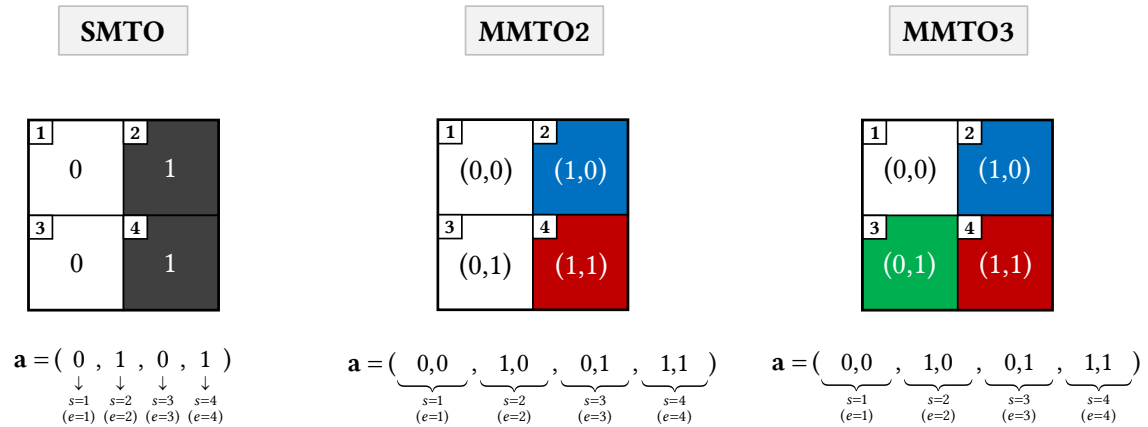 SMTO MMTO2 MMTO3
1 2 1 2 1 2
0 1 (0,0) (1,0) (0,0) (1,0)
3 4 3 4 3 4
0 1 (0,1) (1,1) (0,1) (1,1)
a = ( 0 , 1 , 0 , 1 ) a = ( 0,0 , 1,0 , 0,1 , 1,1 ) a = ( 0,0 , 1,0 , 0,1 , 1,1 )
↓ ↓ ↓ ↓
s=1 s=2 s=3 s=4 s=1 s=2 s=3 s=4 s=1 s=2 s=3 s=4
(e=1) (e=2) (e=3) (e=4) (e=1) (e=2) (e=3) (e=4) (e=1) (e=2) (e=3) (e=4)